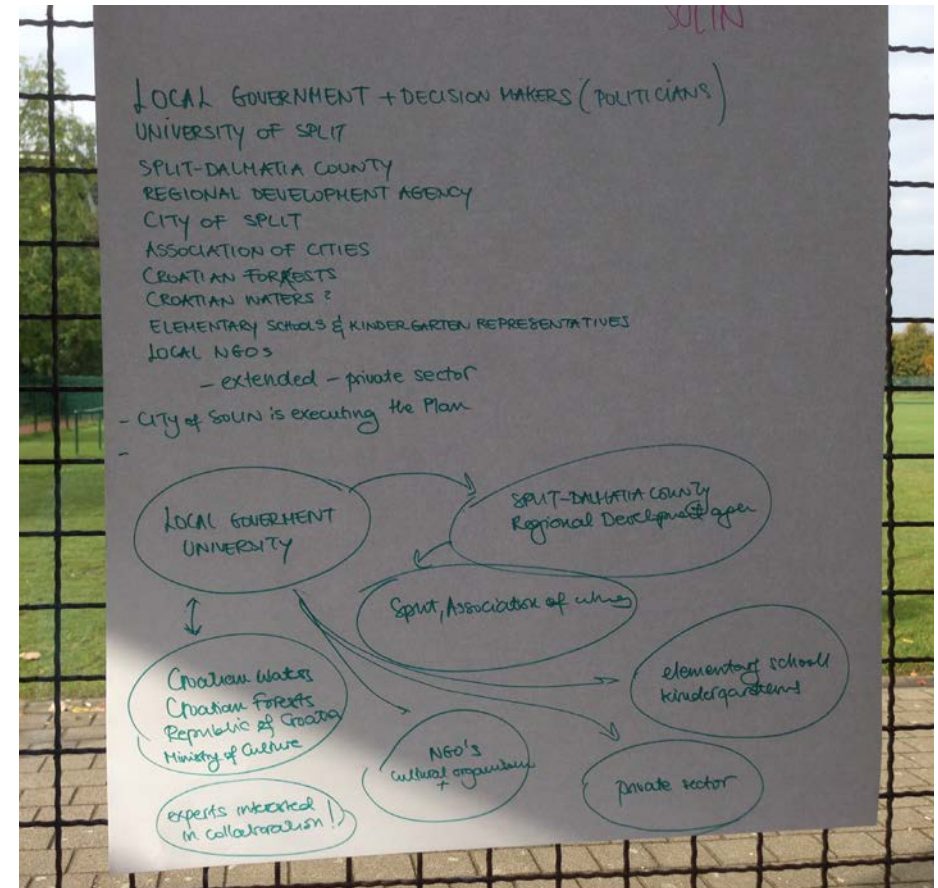 SOLIN
LOCAL GOVERNMENT + DECISION MAKERS (POLITICIANS)
UNIVERSITY OF SPLIT
SPLIT-DALMATIA COUNTY
REGIONAL DEVELOPMENT AGENCY
CITY OF SPLIT
ASSOCIATION OF CITIES
CROATIAN FORESTS
CROATIAN WATERS ?
ELEMENTARY SCHOOLS & KINDERGARTEN REPRESENTATIVES
LOCAL NGOS
- extended - private sector
- CITY of SOLIN is executing the Plan
-
LOCAL GOVERMENT
UNIVERSITY
SPLIT-DALMATIA COUNTY
Regional Development
Split, Association of
Croatian Waters
Croatian Forests
Republic of Croatia
Ministry of Culture
elementary school
kindergartens
NGO'S
cultural
+
private sector
experts interested
in collaboration!